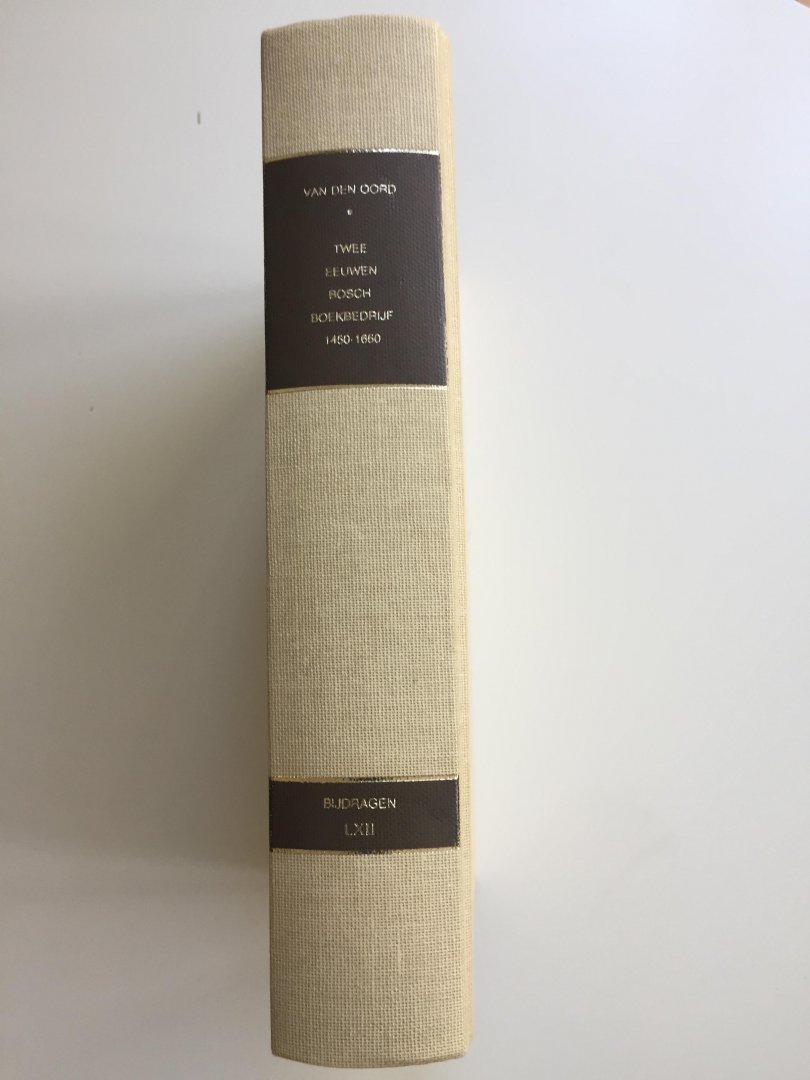 VAN DEN OORD
TWEE
EEUWEN
BOSCH
BOEKBEDRIJF
1450-1660
BIJDRAGEN
LXII